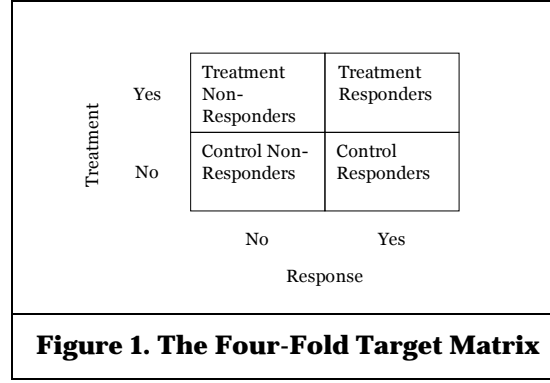 Treatment
Yes
Treatment
Non-
Responders
Treatment
Responders
No
Control Non-
Responders
Control
Responders
No
Yes
Response
Figure 1. The Four-Fold Target Matrix